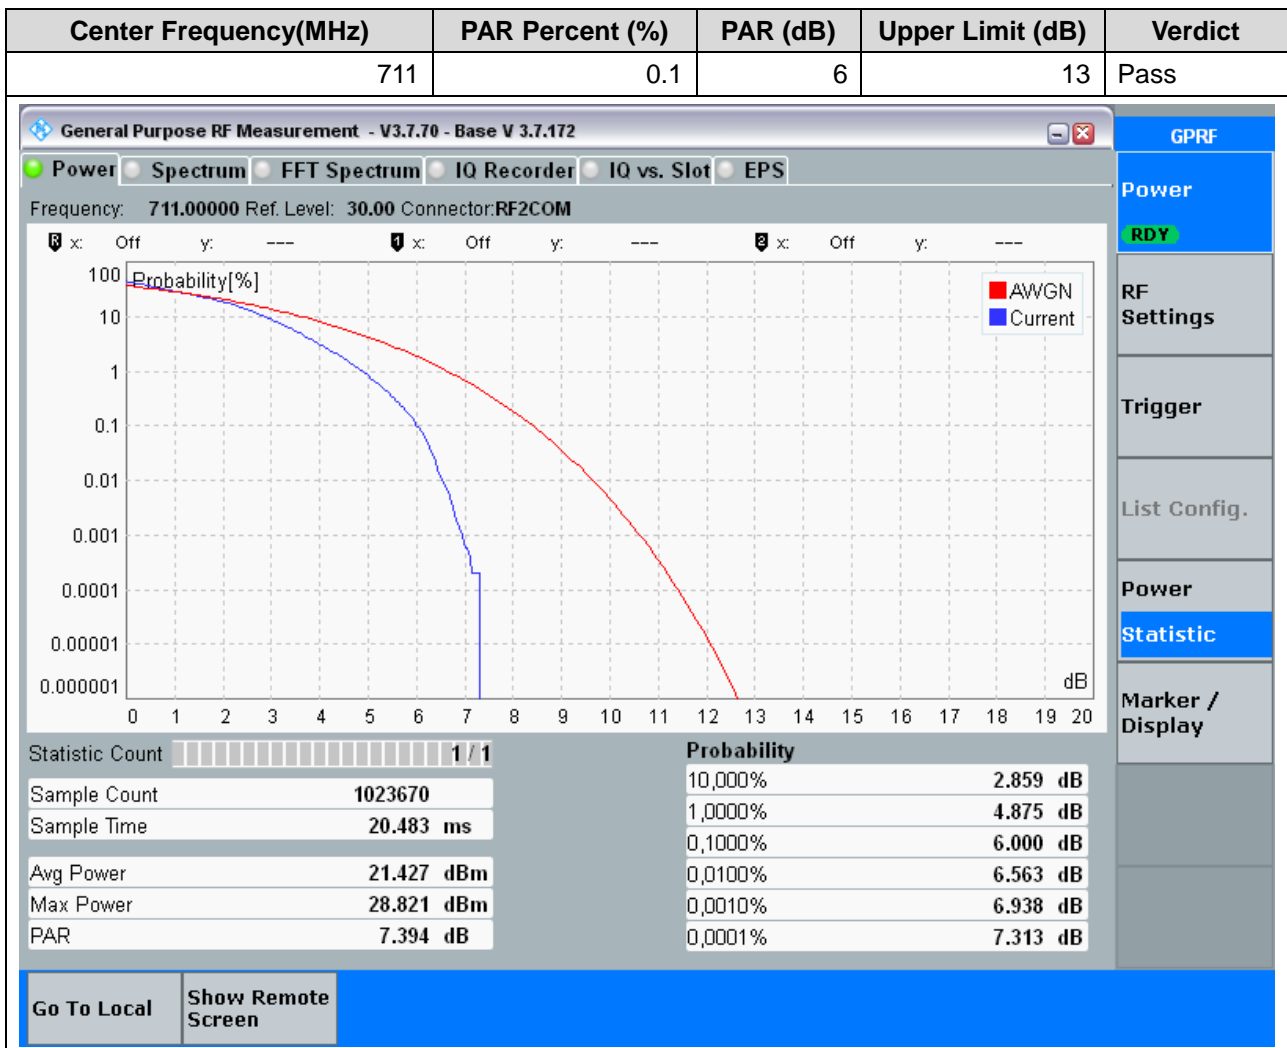 Center Frequency(MHz) PAR Percent (%) PAR (dB) Upper Limit (dB) Verdict
711 0.1 6 13 Pass
General Purpose RF Measurement - V3.7.70 - Base V 3.7.172
GPRF
Power Spectrum FFT Spectrum IQ Recorder IQ vs. Slot EPS
Frequency: 711.00000 Ref. Level: 30.00 Connector:RF2COM
R x: Off y: --- 1 x: Off y: --- 2 x: Off y: ---
Probability[%]
AWGN
Current
100
10
1
0.1
0.01
0.001
0.0001
0.00001
0.000001
dB
0 1 2 3 4 5 6 7 8 9 10 11 12 13 14 15 16 17 18 19 20
Statistic Count 1 / 1
Sample Count 1023670
Sample Time 20.483 ms
Avg Power 21.427 dBm
Max Power 28.821 dBm
PAR 7.394 dB
Probability
10,000% 2.859 dB
1,0000% 4.875 dB
0,1000% 6.000 dB
0,0100% 6.563 dB
0,0010% 6.938 dB
0,0001% 7.313 dB
Power
RDY
RF
Settings
Trigger
List Config.
Power
Statistic
Marker /
Display
Go To Local
Show Remote
Screen